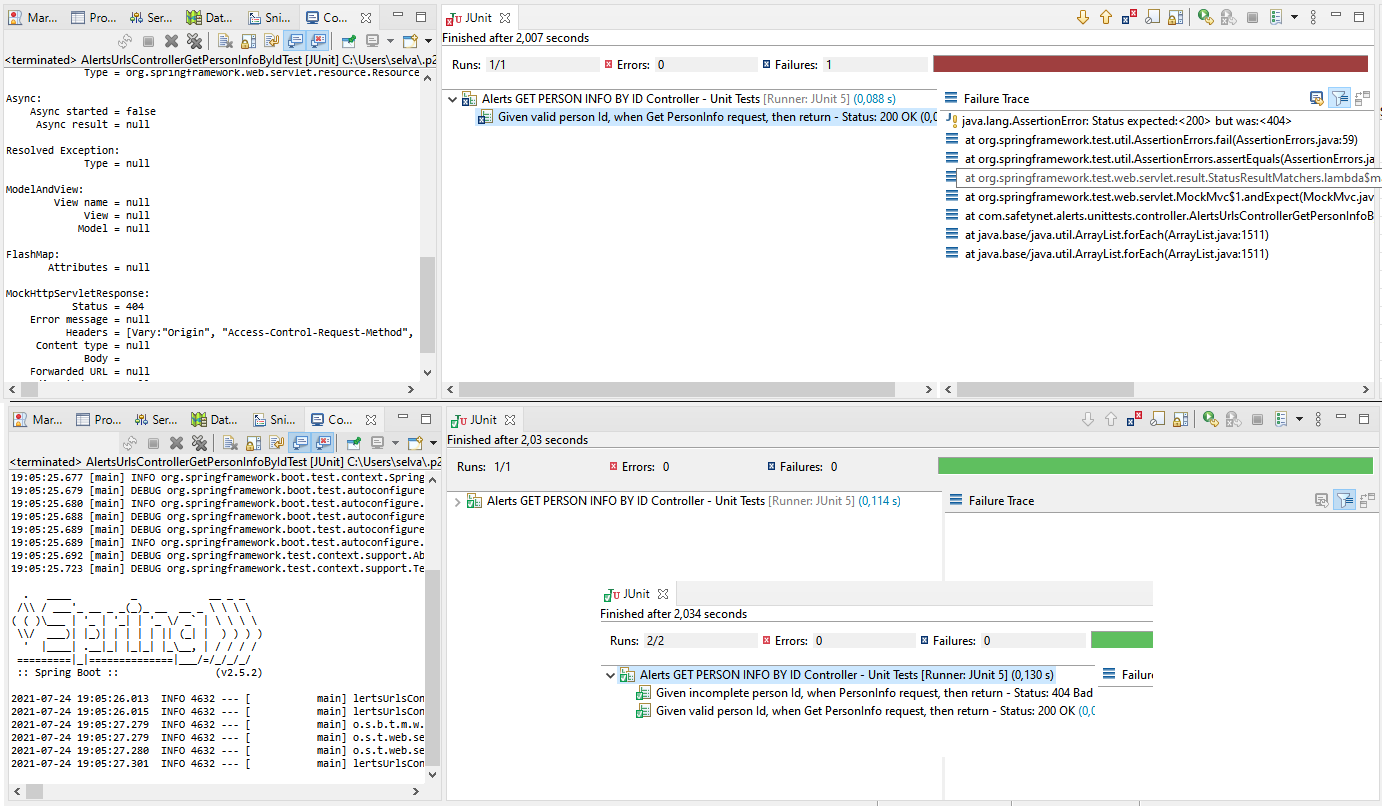 Mar... Pro... Ser... Dat... Sni... Co...
<terminated> AlertsUrlsControllerGetPersonInfoByIdTest [JUnit] C:\Users\selva\.p2
Type = org.springframework.web.servlet.resource.Resource
Async:
Async started = false
Async result = null
Resolved Exception:
Type = null
ModelAndView:
View name = null
View = null
Model = null
FlashMap:
Attributes = null
MockHttpServletResponse:
Status = 404
Error message = null
Headers = [Vary:"Origin", "Access-Control-Request-Method",
Content type = null
Body =
Forwarded URL = null
JUnit
Finished after 2,007 seconds
Runs: 1/1 Errors: 0 Failures: 1
Alerts GET PERSON INFO BY ID Controller - Unit Tests [Runner: JUnit 5] (0,088 s)
Given valid person Id, when Get PersonInfo request, then return - Status: 200 OK (0,0
Failure Trace
java.lang.AssertionError: Status expected:<200> but was:<404>
at org.springframework.test.util.AssertionErrors.fail(AssertionErrors.java:59)
at org.springframework.test.util.AssertionErrors.assertEquals(AssertionErrors.ja
at org.springframework.test.web.servlet.result.StatusResultMatchers.lambda$m
at org.springframework.test.web.servlet.MockMvc$1.andExpect(MockMvc.jav
at com.safetynet.alerts.unittests.controller.AlertsUrlsControllerGetPersonInfoB
at java.base/java.util.ArrayList.forEach(ArrayList.java:1511)
at java.base/java.util.ArrayList.forEach(ArrayList.java:1511)
Mar... Pro... Ser... Dat... Sni... Co...
<terminated> AlertsUrlsControllerGetPersonInfoByIdTest [JUnit] C:\Users\selva\.p2
19:05:25.677 [main] INFO org.springframework.boot.test.context.Spring
19:05:25.679 [main] DEBUG org.springframework.boot.test.autoconfigure
19:05:25.680 [main] INFO org.springframework.boot.test.autoconfigure.
19:05:25.688 [main] DEBUG org.springframework.boot.test.autoconfigure
19:05:25.689 [main] DEBUG org.springframework.boot.test.autoconfigure
19:05:25.689 [main] INFO org.springframework.boot.test.autoconfigure.
19:05:25.692 [main] DEBUG org.springframework.test.context.support.Ab
19:05:25.723 [main] DEBUG org.springframework.test.context.support.Te
Spring
:: Spring Boot :: (v2.5.2)
2021-07-24 19:05:26.013 INFO 4632 --- [ main] lertsUrlsCon
2021-07-24 19:05:26.015 INFO 4632 --- [ main] lertsUrlsCon
2021-07-24 19:05:27.279 INFO 4632 --- [ main] o.s.b.t.m.w.
2021-07-24 19:05:27.279 INFO 4632 --- [ main] o.s.t.web.se
2021-07-24 19:05:27.280 INFO 4632 --- [ main] o.s.t.web.se
2021-07-24 19:05:27.301 INFO 4632 --- [ main] lertsUrlsCon
JUnit
Finished after 2,03 seconds
Runs: 1/1 Errors: 0 Failures: 0
Alerts GET PERSON INFO BY ID Controller - Unit Tests [Runner: JUnit 5] (0,114 s)
Failure Trace
JUnit
Finished after 2,034 seconds
Runs: 2/2 Errors: 0 Failures: 0
Alerts GET PERSON INFO BY ID Controller - Unit Tests [Runner: JUnit 5] (0,130 s)
Given incomplete person Id, when PersonInfo request, then return - Status: 404 Bad
Given valid person Id, when Get PersonInfo request, then return - Status: 200 OK (0,0
Failure